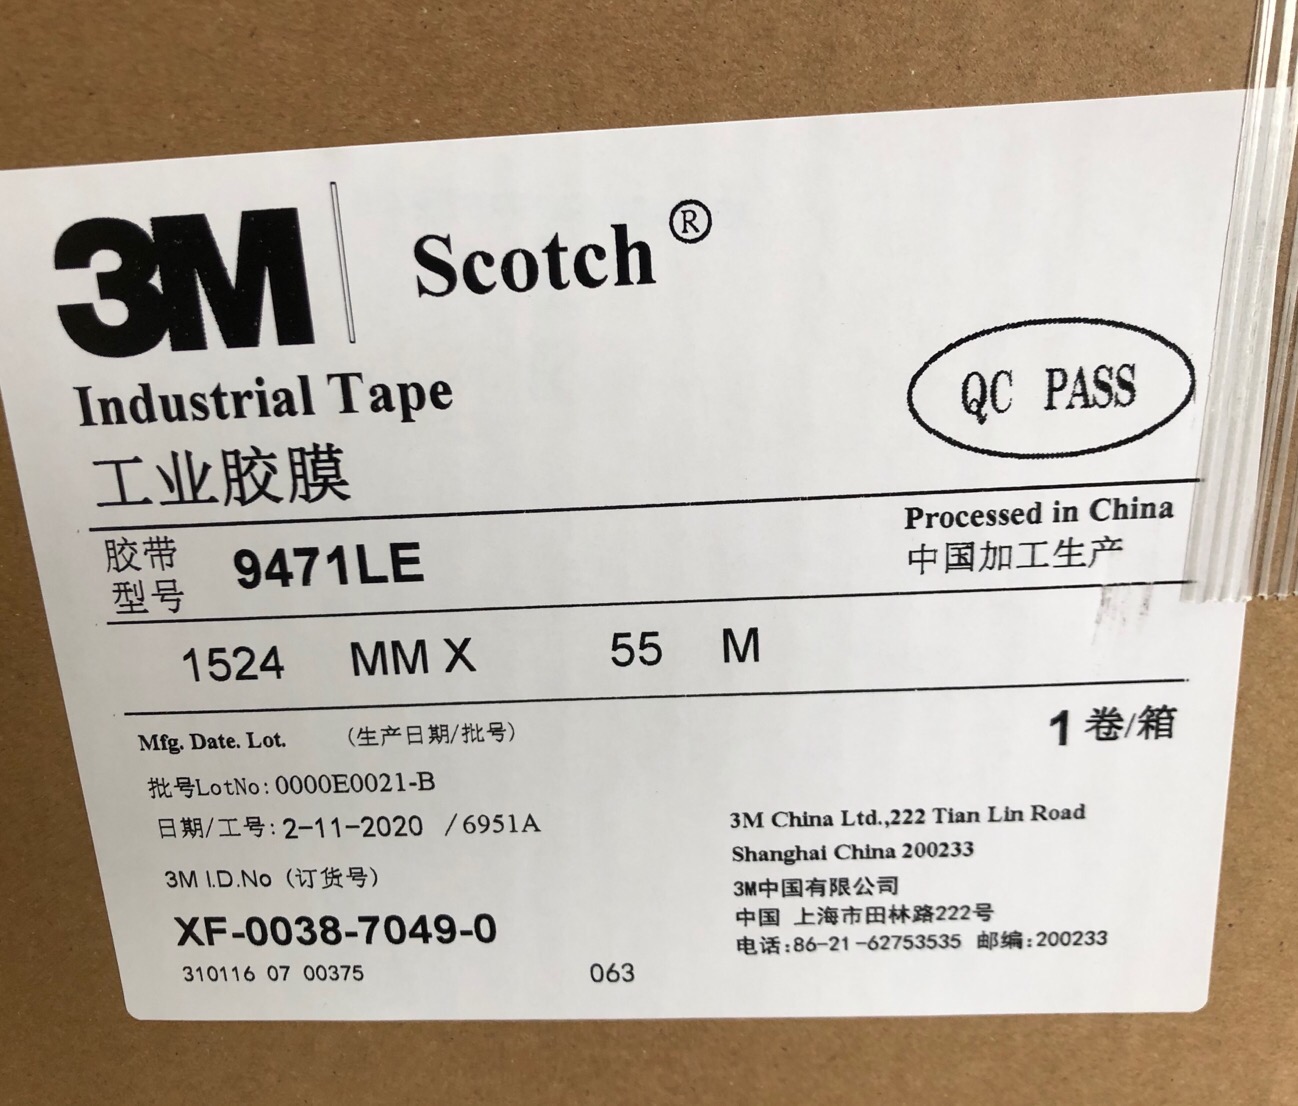 3M Scotch®
Industrial Tape
工业胶膜
QC PASS
胶带型号 9471LE
Processed in China
中国加工生产
1524 MM X 55 M
Mfg. Date. Lot. (生产日期/批号)
1 卷/箱
批号LotNo:0000E0021-B
日期/工号:2-11-2020 /6951A
3M I.D.No (订货号)
XF-0038-7049-0
310116 07 00375 063
3M China Ltd.,222 Tian Lin Road
Shanghai China 200233
3M中国有限公司
中国 上海市田林路222号
电话:86-21-62753535 邮编:200233